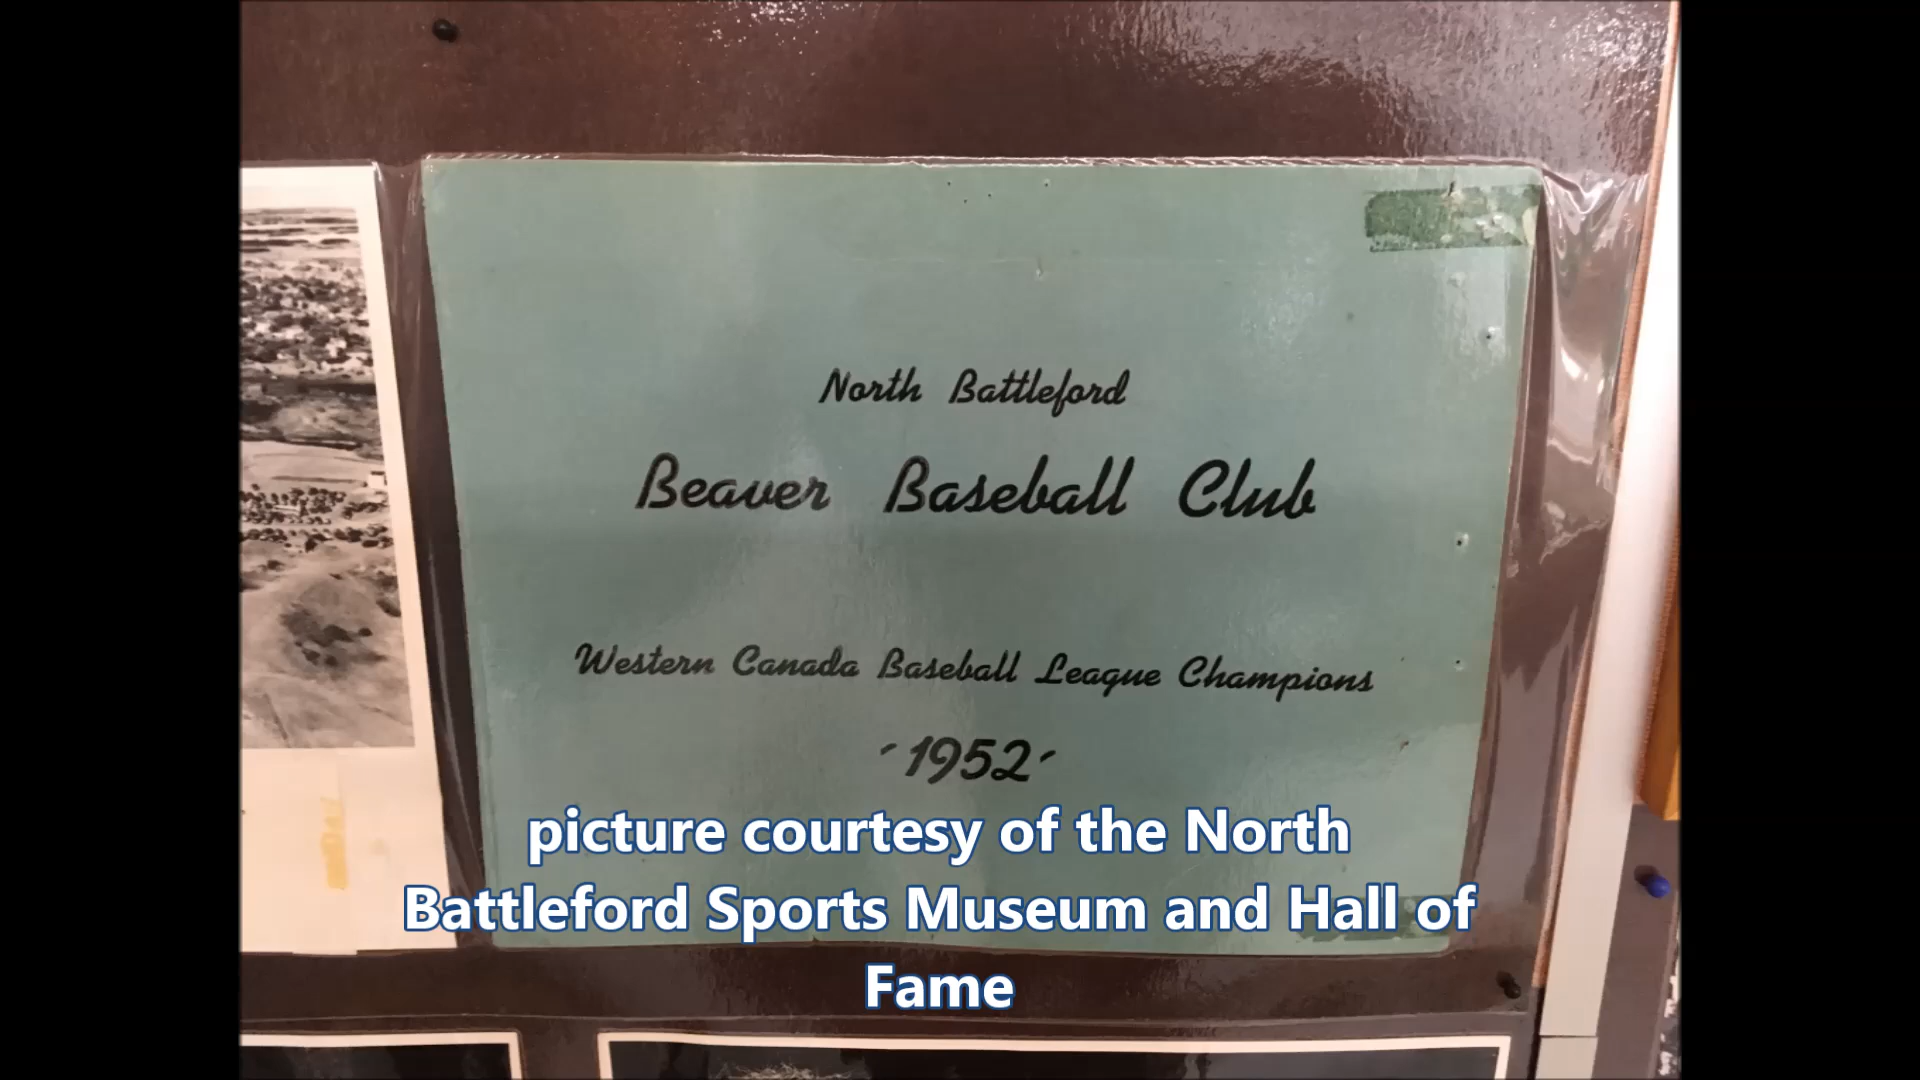 North Battleford
Beaver Baseball Club
Western Canada Baseball League Champions
'1952'
picture courtesy of the North
Battleford Sports Museum and Hall of
Fame